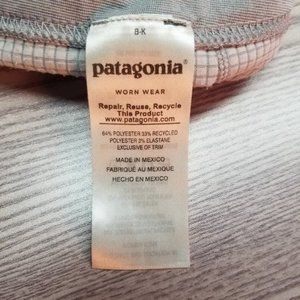 B-K
patagonia®
WORN WEAR
Repair, Reuse, Recycle
This Product
www.patagonia.com
64% POLYESTER 33% RECYCLED
POLYESTER 3% ELASTANE
EXCLUSIVE OF TRIM
MADE IN MEXICO
FABRIQUÉ AU MEXIQUE
HECHO EN MEXICO